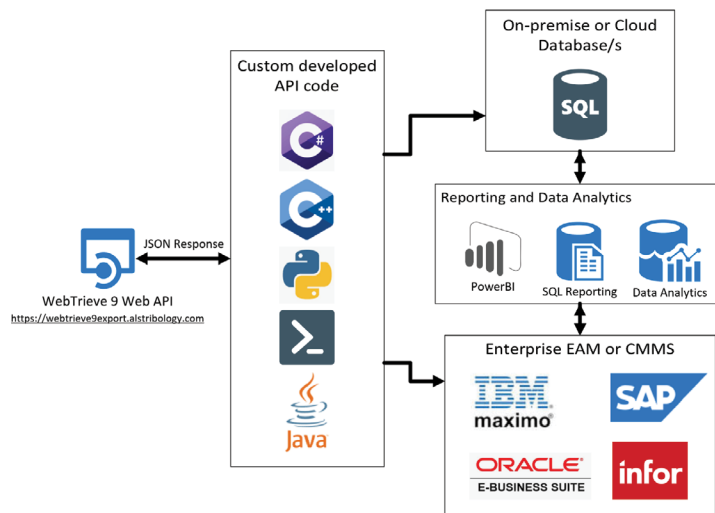 On-premise or Cloud
Database/s
SQL
Custom developed
API code
C#
C++
JSON Response
WebTrieve 9 Web API
https://webtrieve9export.alstribology.com
Java
Reporting and Data Analytics
PowerBI
SQL Reporting
Data Analytics
Enterprise EAM or CMMS
IBM
maximo®
SAP
ORACLE
E-BUSINESS SUITE
infor